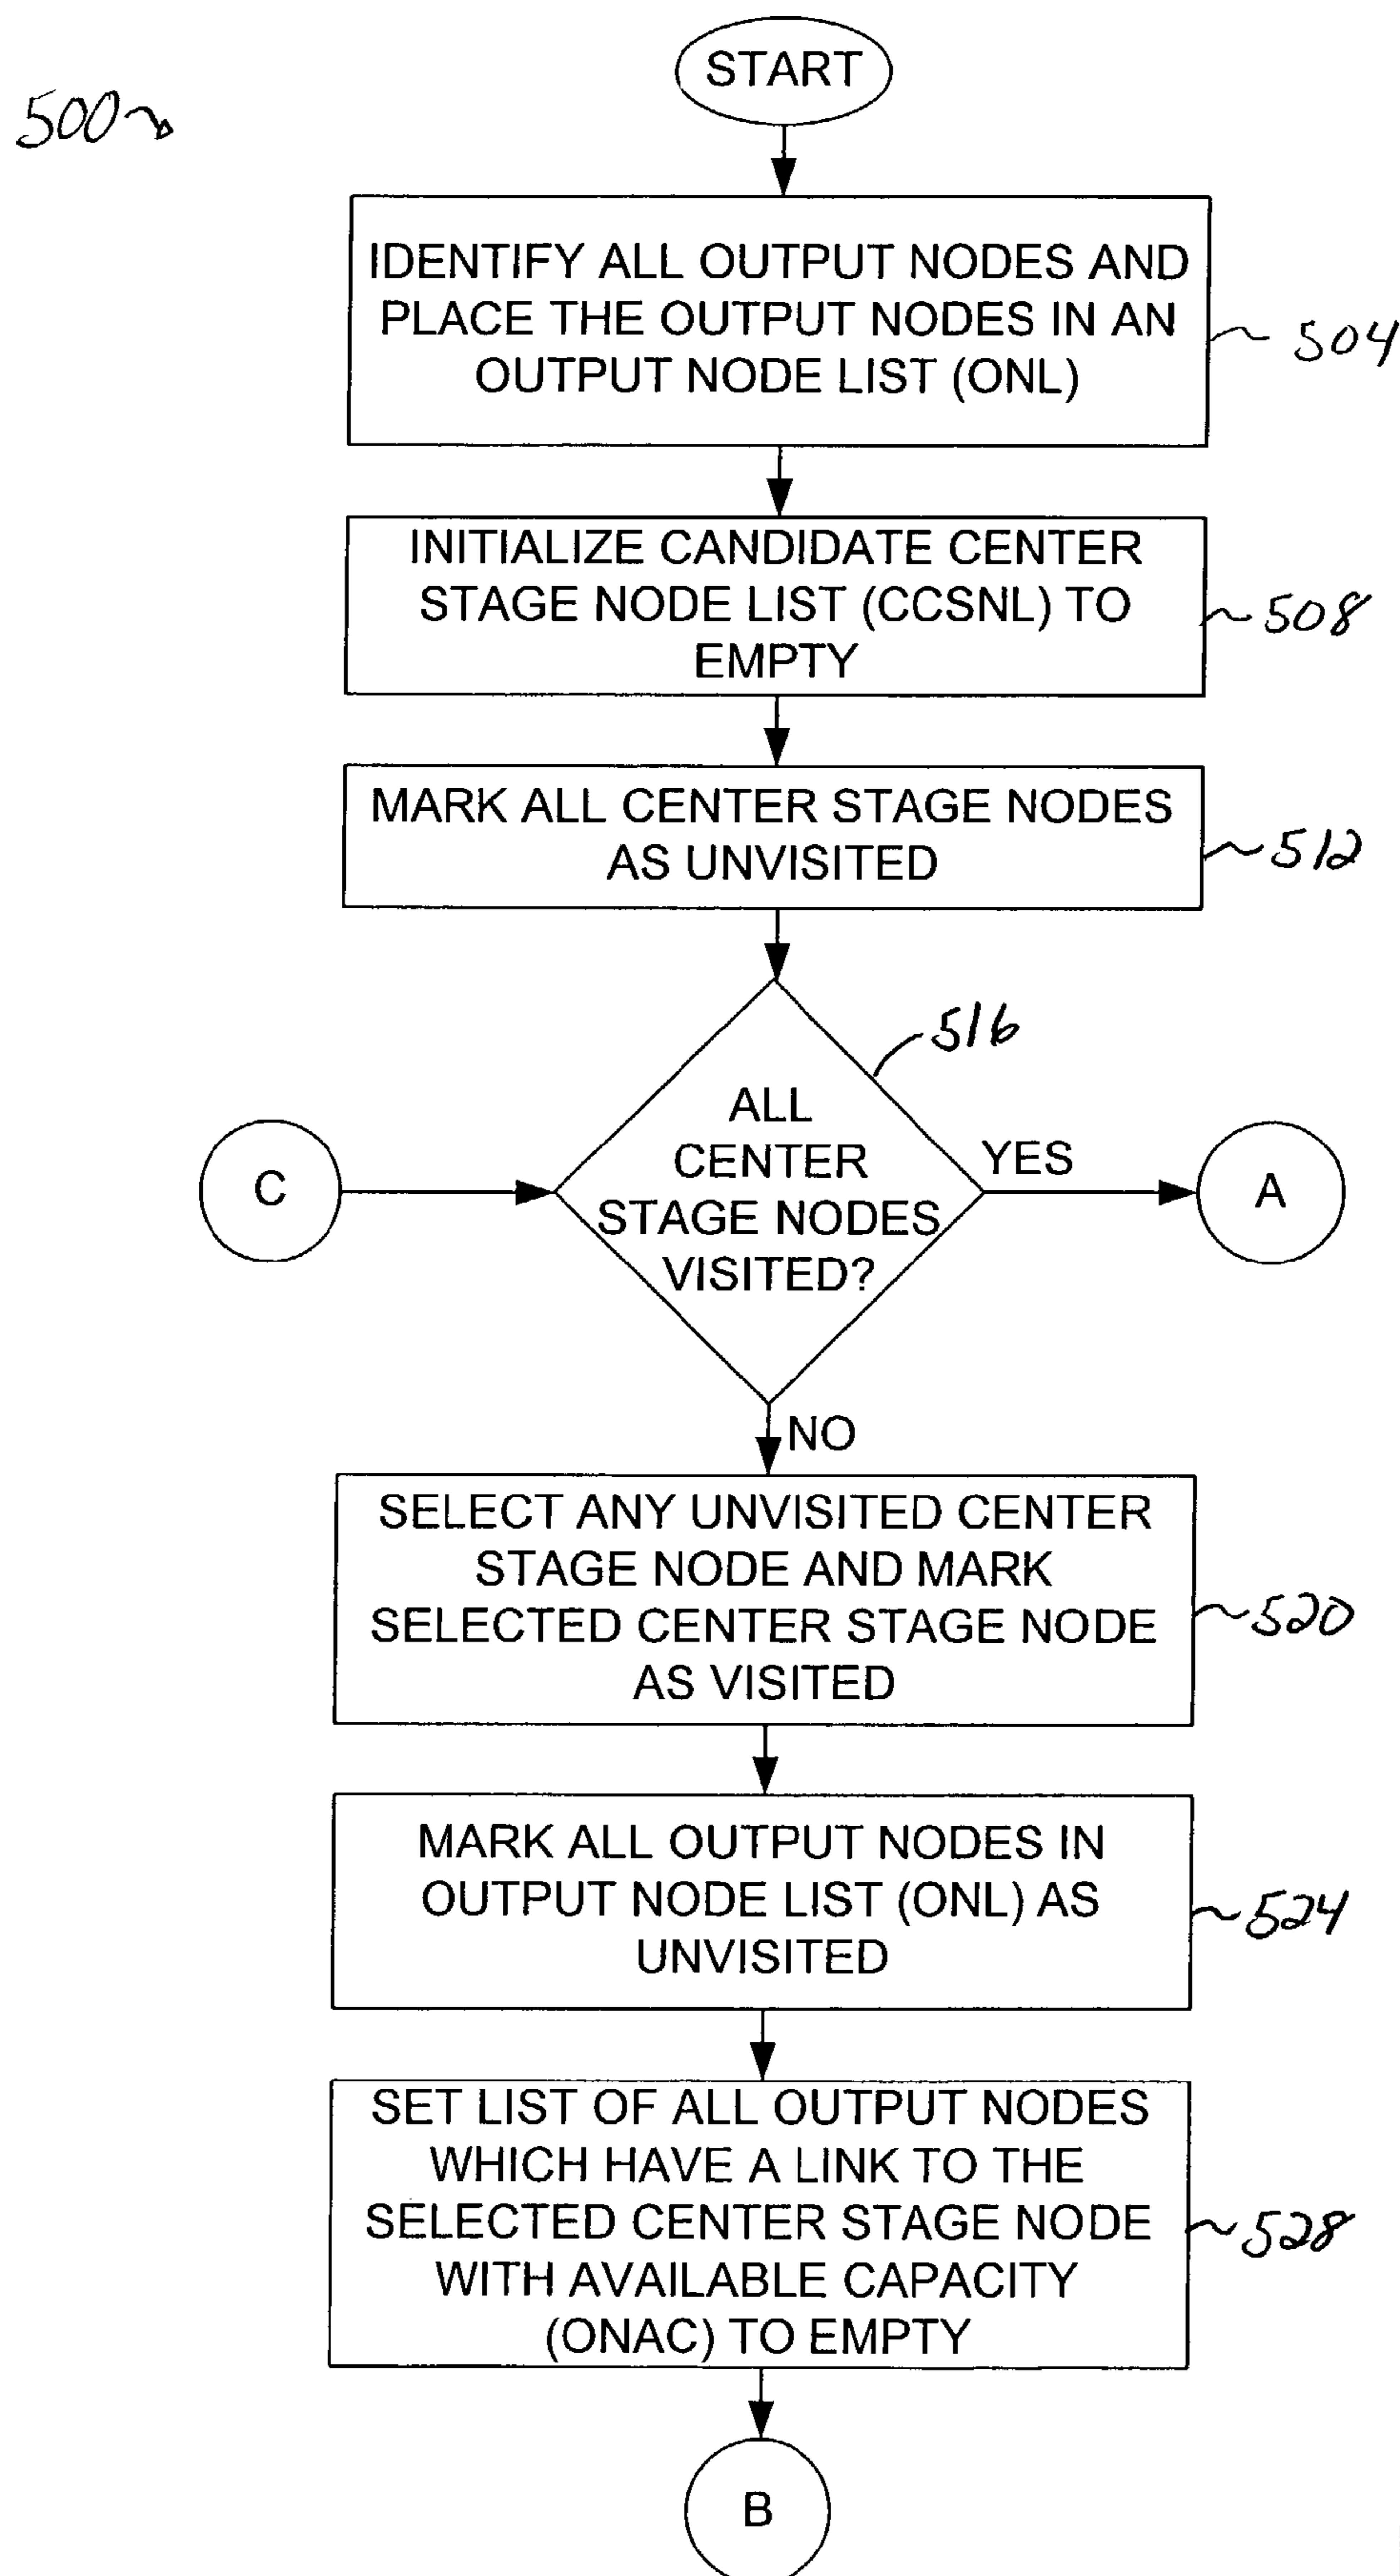 START
500
IDENTIFY ALL OUTPUT NODES AND
PLACE THE OUTPUT NODES IN AN
OUTPUT NODE LIST (ONL)
504
INITIALIZE CANDIDATE CENTER
STAGE NODE LIST (CCSNL) TO
EMPTY
508
MARK ALL CENTER STAGE NODES
AS UNVISITED
512
516
ALL
CENTER
STAGE NODES
VISITED?
C
YES
A
NO
SELECT ANY UNVISITED CENTER
STAGE NODE AND MARK
SELECTED CENTER STAGE NODE
AS VISITED
520
MARK ALL OUTPUT NODES IN
OUTPUT NODE LIST (ONL) AS
UNVISITED
524
SET LIST OF ALL OUTPUT NODES
WHICH HAVE A LINK TO THE
SELECTED CENTER STAGE NODE
WITH AVAILABLE CAPACITY
(ONAC) TO EMPTY
528
B